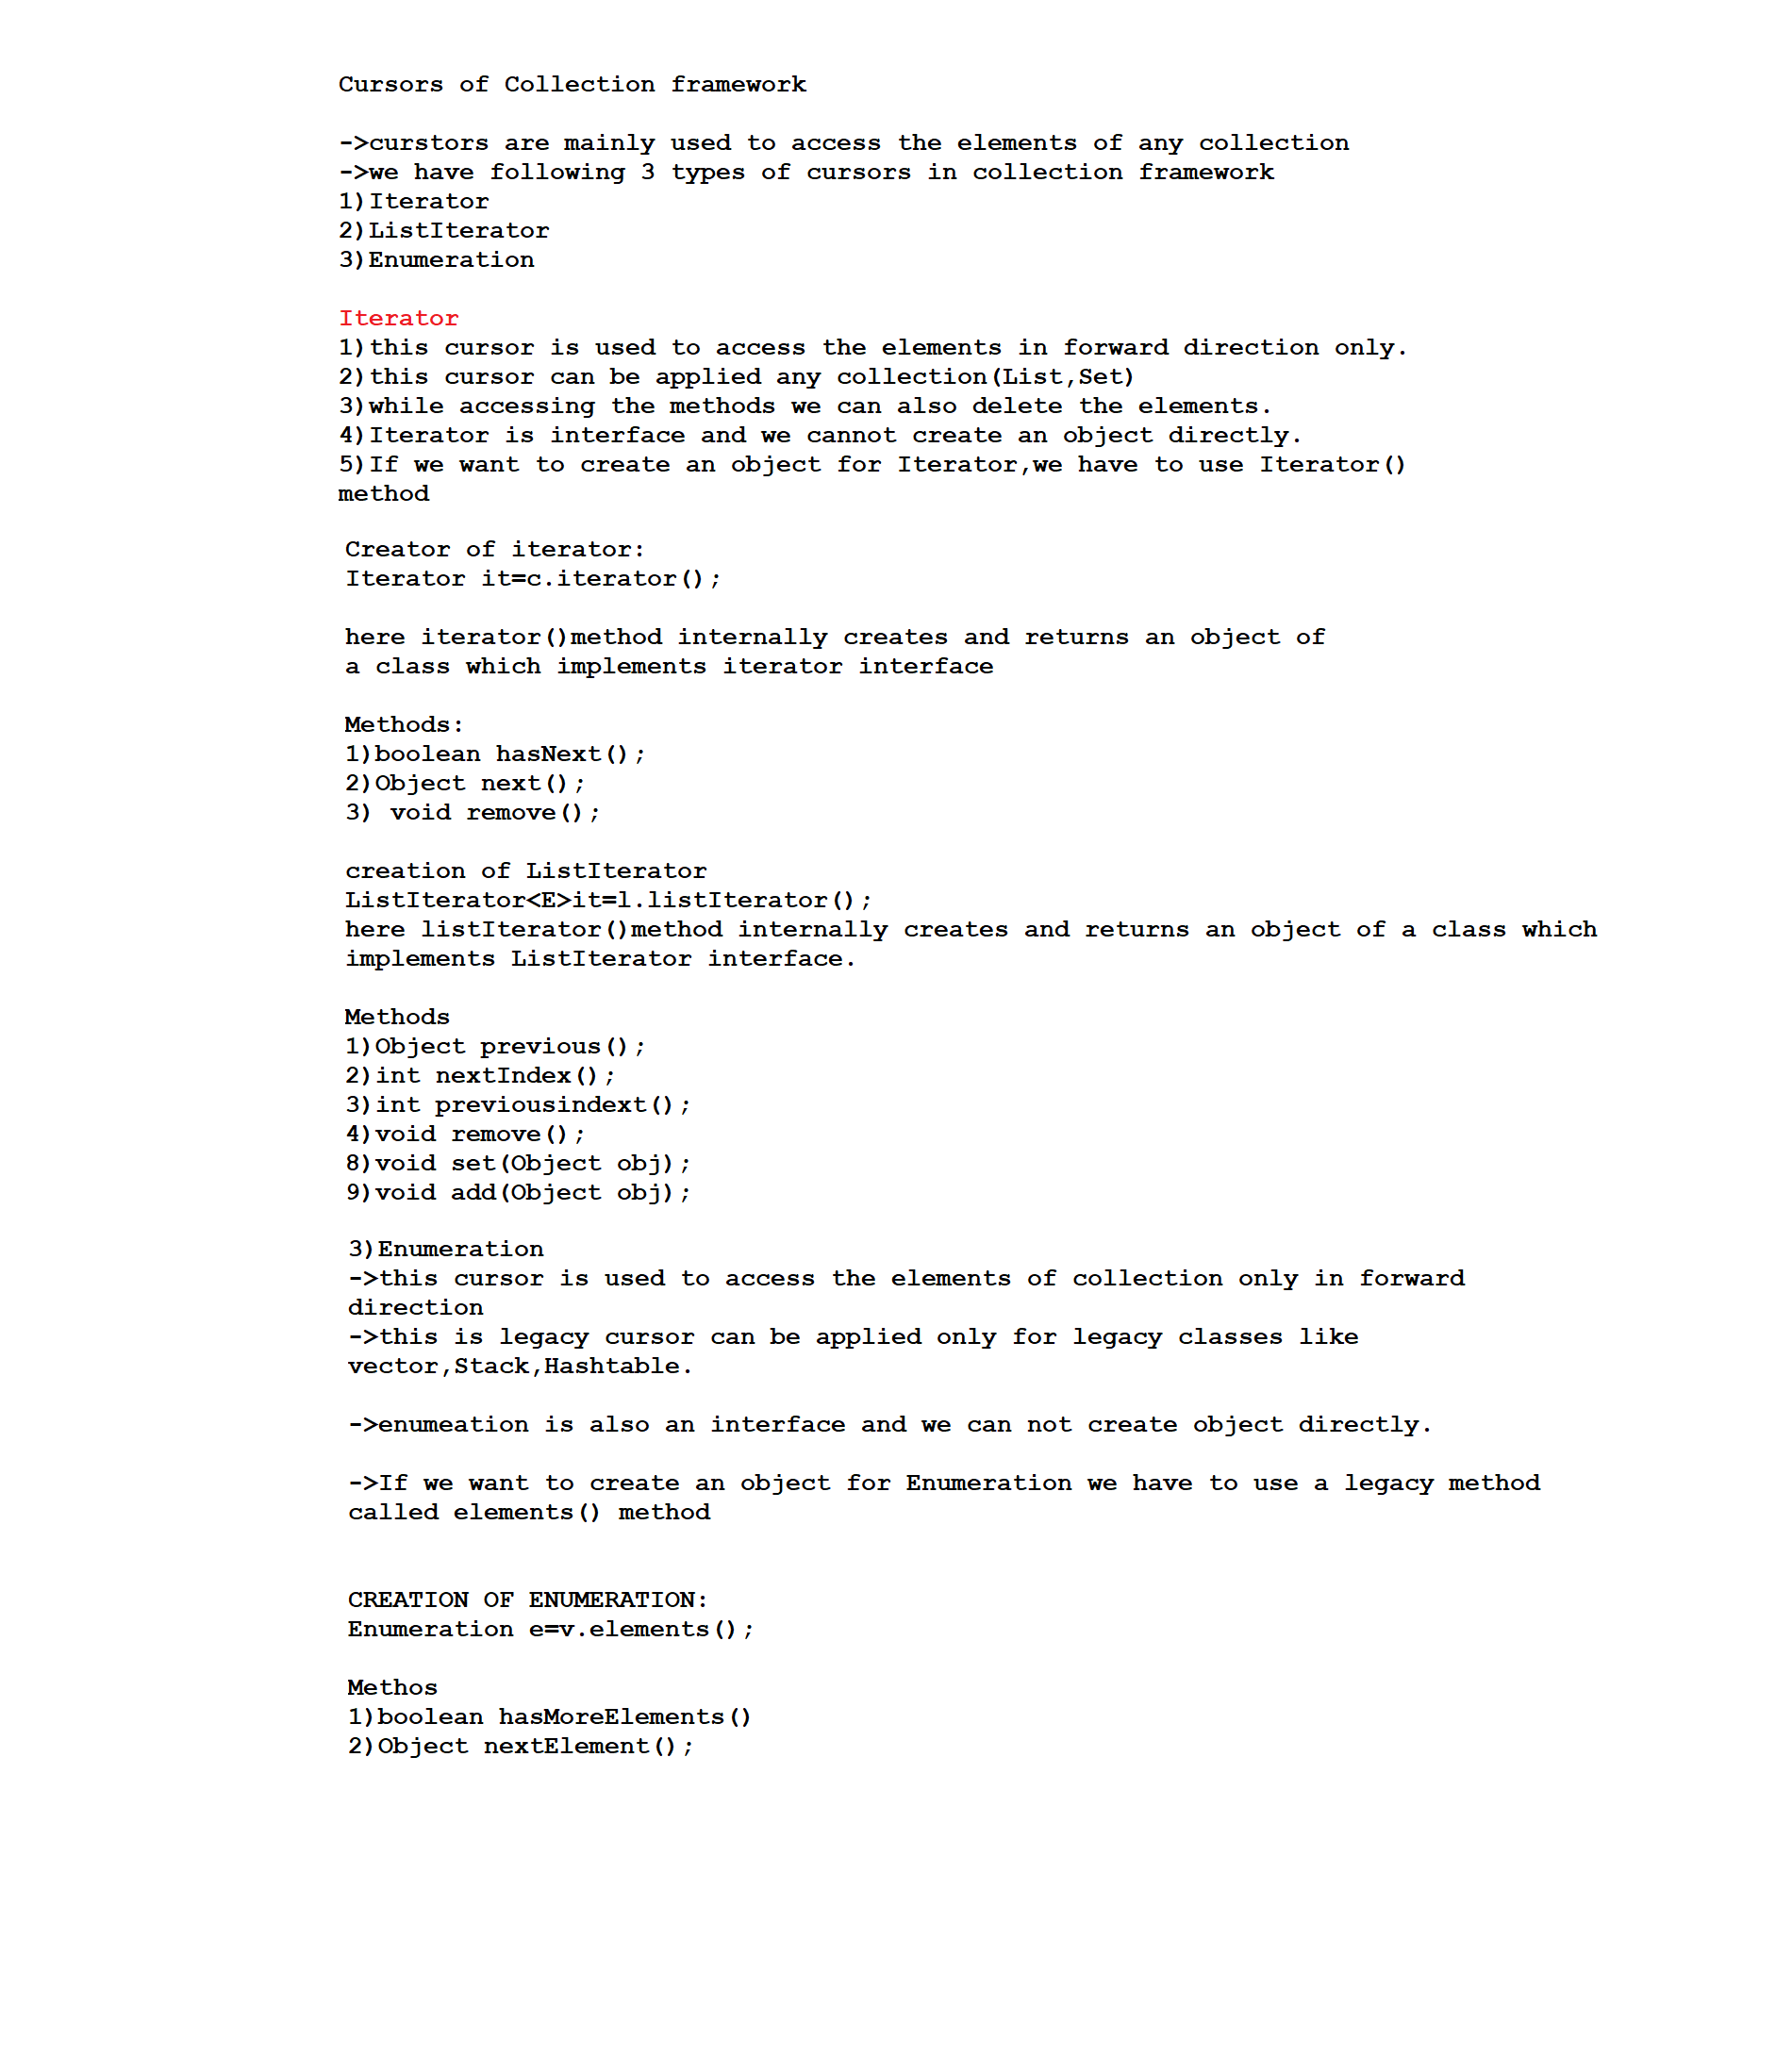 Cursors of Collection framework
->curstors are mainly used to access the elements of any collection
->we have following 3 types of cursors in collection framework
1)Iterator
2)ListIterator
3)Enumeration
Iterator
1)this cursor is used to access the elements in forward direction only.
2)this cursor can be applied any collection(List,Set)
3)while accessing the methods we can also delete the elements.
4)Iterator is interface and we cannot create an object directly.
5)If we want to create an object for Iterator,we have to use Iterator()
method
Creator of iterator:
Iterator it=c.iterator();
here iterator()method internally creates and returns an object of
a class which implements iterator interface
Methods:
1)boolean hasNext();
2)Object next();
3) void remove();
creation of ListIterator
ListIterator<E>it=l.listIterator();
here listIterator()method internally creates and returns an object of a class which
implements ListIterator interface.
Methods
1)Object previous();
2)int nextIndex();
3)int previousindext();
4)void remove();
8)void set(Object obj);
9)void add(Object obj);
3)Enumeration
->this cursor is used to access the elements of collection only in forward
direction
->this is legacy cursor can be applied only for legacy classes like
vector,Stack,Hashtable.
->enumeation is also an interface and we can not create object directly.
->If we want to create an object for Enumeration we have to use a legacy method
called elements() method
CREATION OF ENUMERATION:
Enumeration e=v.elements();
Methos
1)boolean hasMoreElements()
2)Object nextElement();